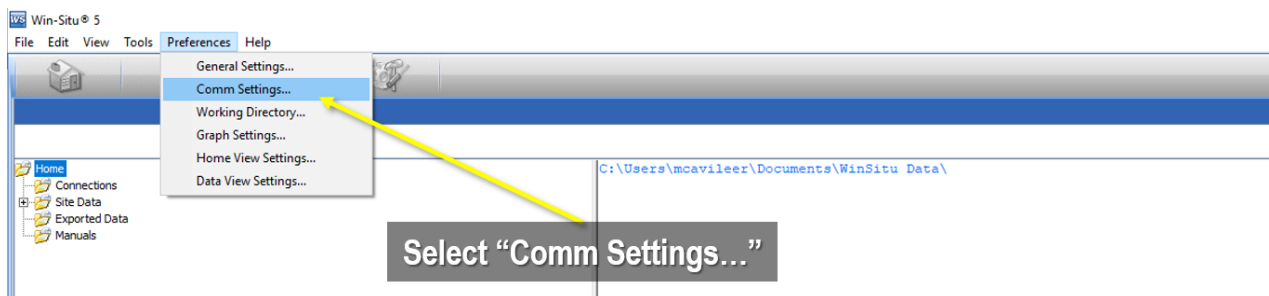 WS Win-Situ® 5
File Edit View Tools Preferences Help
General Settings...
Comm Settings...
Working Directory...
Graph Settings...
Home View Settings...
Data View Settings...
Home
Connections
Site Data
Exported Data
Manuals
C:\Users\mcavileer\Documents\WinSitu Data\
Select “Comm Settings…”